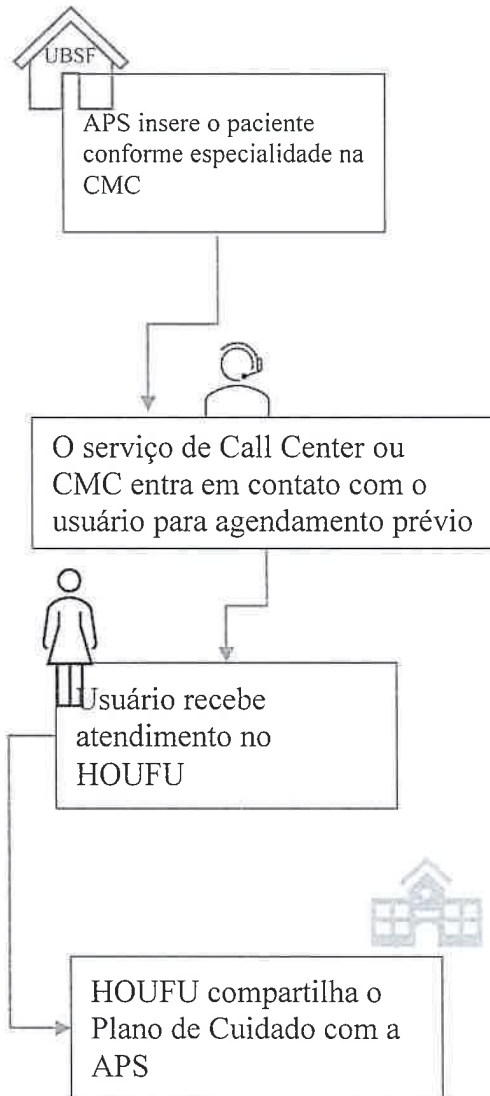 UBSF
APS insere o paciente
conforme especialidade na
CMC
O serviço de Call Center ou
CMC entra em contato com o
usuário para agendamento prévio
Usuário recebe
atendimento no
HOUFU
HOUFU compartilha o
Plano de Cuidado com a
APS